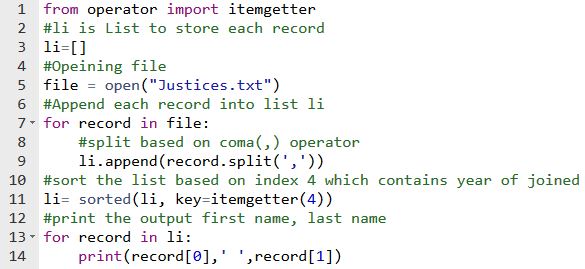 1 from operator import itemgetter
2 #li is List to store each record
3 li=[]
4 #Opeining file
5 file = open("Justices.txt")
6 #Append each record into list li
7 for record in file:
8     #split based on coma(,) operator
9     li.append(record.split(','))
10 #sort the list based on index 4 which contains year of joined
11 li= sorted(li, key=itemgetter(4))
12 #print the output first name, last name
13 for record in li:
14     print(record[0],' ',record[1])